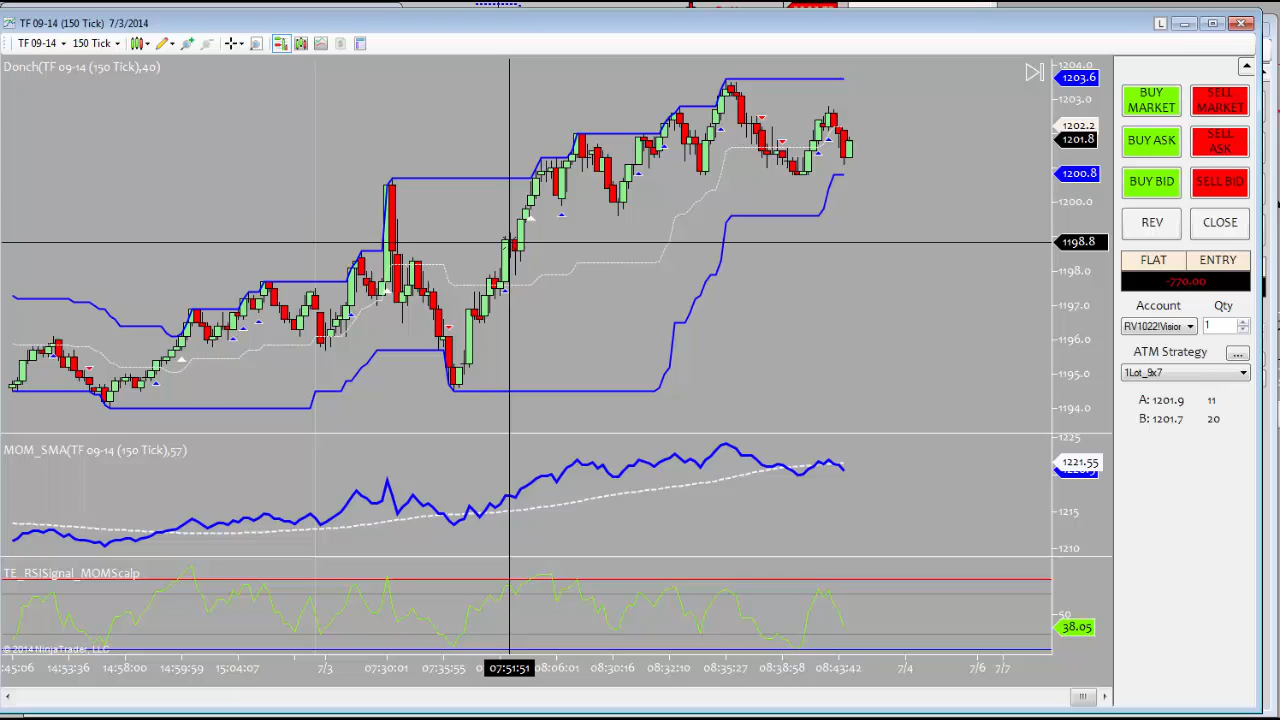 TF 09-14 (150 Tick) 7/3/2014
L
TF 09-14 150 Tick
Donch(TF 09-14 (150 Tick),40)
1204.0
1203.6
1203.0
1202.2
1201.8
1200.8
1200.0
1198.8
1198.0
1197.0
1196.0
1195.0
1194.0
MOM_SMA(TF 09-14 (150 Tick),57)
1225
1221.55
1215
1210
TE_RSISignal_MOMScalp
50
38.05
© 2014 NinjaTrader, LLC
:45:06 14:53:36 14:58:00 14:59:59 15:04:07 7/3 07:30:01 07:35:55 07:51:51 08:06:01 08:30:16 08:32:10 08:35:27 08:38:58 08:43:42 7/4 7/6 7/7
BUY MARKET
SELL MARKET
BUY ASK
SELL ASK
BUY BID
SELL BID
REV
CLOSE
FLAT
ENTRY
-770.00
Account
Qty
RV1022!Vision
1
ATM Strategy
...
1Lot_9x7
A: 1201.9 11
B: 1201.7 20